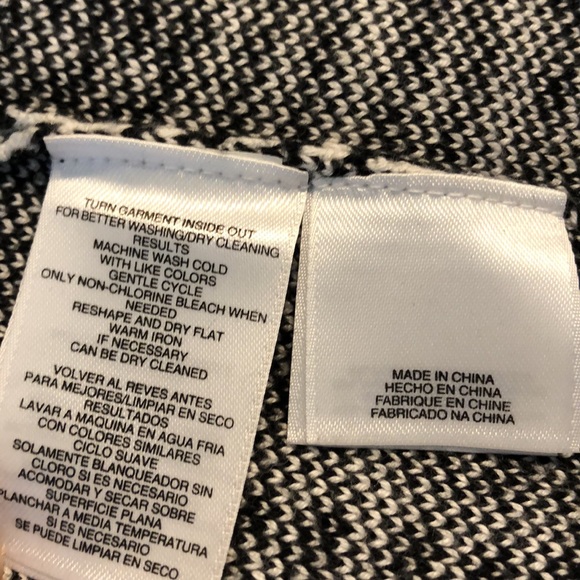 TURN GARMENT INSIDE OUT
FOR BETTER WASHING/DRY CLEANING
RESULTS
MACHINE WASH COLD
WITH LIKE COLORS
GENTLE CYCLE
ONLY NON-CHLORINE BLEACH WHEN
NEEDED
RESHAPE AND DRY FLAT
WARM IRON
IF NECESSARY
CAN BE DRY CLEANED
VOLVER AL REVES ANTES
PARA MEJORES/LIMPIAR EN SECO
RESULTADOS
LAVAR A MAQUINA EN AGUA FRIA
CON COLORES SIMILARES
CICLO SUAVE
SOLAMENTE BLANQUEADOR SIN
CLORO SI ES NECESARIO
ACOMODAR Y SECAR SOBRE
SUPERFICIE PLANA
PLANCHAR A MEDIA TEMPERATURA
SI ES NECESARIO
SE PUEDE LIMPIAR EN SECO
MADE IN CHINA
HECHO EN CHINA
FABRIQUE EN CHINE
FABRICADO NA CHINA